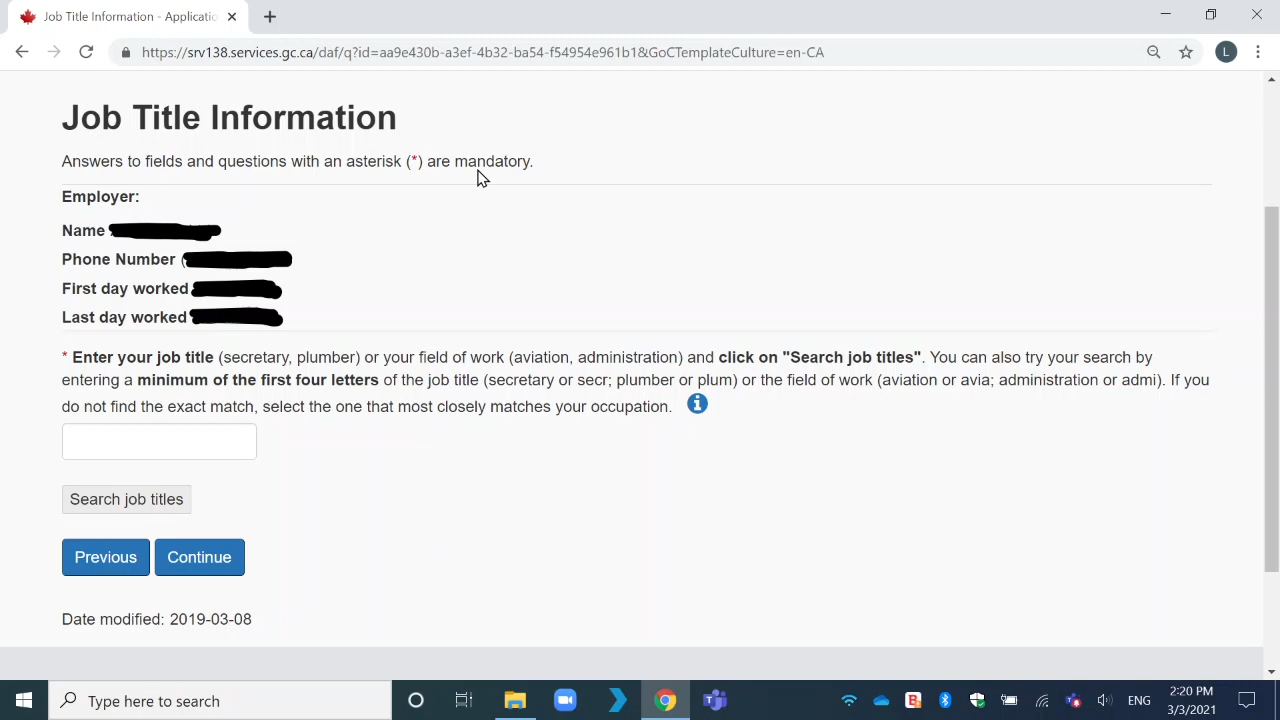 Job Title Information - Applicatio
https://srv138.services.gc.ca/daf/q?id=aa9e430b-a3ef-4b32-ba54-f54954e961b1&GoCTemplateCulture=en-CA
L
Job Title Information
Answers to fields and questions with an asterisk (*) are mandatory.
Employer:
Name
Phone Number (
First day worked
Last day worked
* Enter your job title (secretary, plumber) or your field of work (aviation, administration) and click on "Search job titles". You can also try your search by
entering a minimum of the first four letters of the job title (secretary or secr; plumber or plum) or the field of work (aviation or avia; administration or admi). If you
do not find the exact match, select the one that most closely matches your occupation.
Search job titles
Previous Continue
Date modified: 2019-03-08
Type here to search
ENG
2:20 PM
3/3/2021